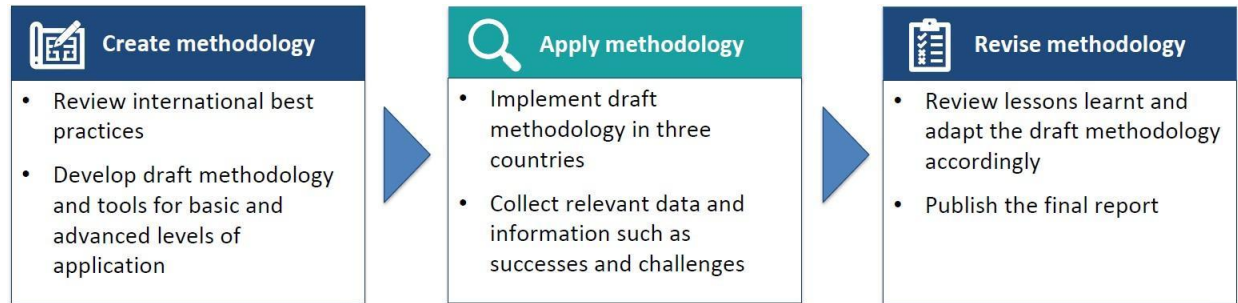 Create methodology
• Review international best
practices
• Develop draft methodology
and tools for basic and
advanced levels of
application
Apply methodology
• Implement draft
methodology in three
countries
• Collect relevant data and
information such as
successes and challenges
Revise methodology
• Review lessons learnt and
adapt the draft methodology
accordingly
• Publish the final report